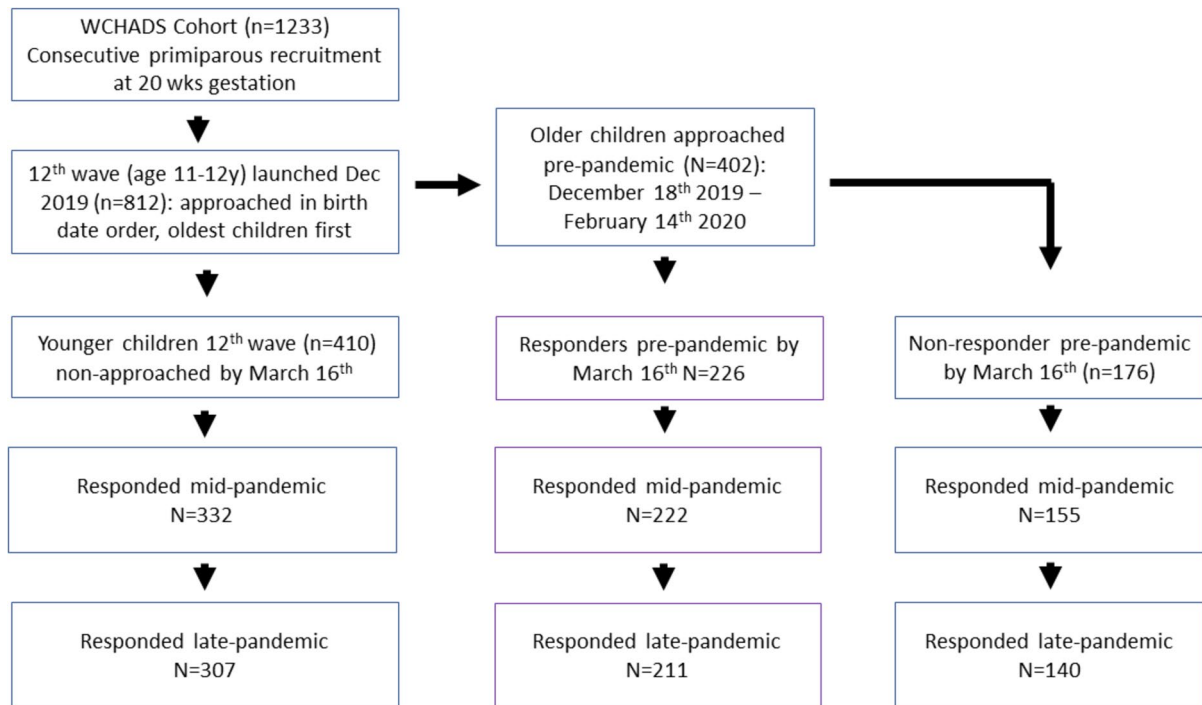 WCHADS Cohort (n=1233)
Consecutive primiparous recruitment
at 20 wks gestation
12th wave (age 11-12y) launched Dec
2019 (n=812): approached in birth
date order, oldest children first
Older children approached
pre-pandemic (N=402):
December 18th 2019 –
February 14th 2020
Younger children 12th wave (n=410)
non-approached by March 16th
Responders pre-pandemic by
March 16th N=226
Non-responder pre-pandemic
by March 16th (n=176)
Responded mid-pandemic
N=332
Responded mid-pandemic
N=222
Responded mid-pandemic
N=155
Responded late-pandemic
N=307
Responded late-pandemic
N=211
Responded late-pandemic
N=140